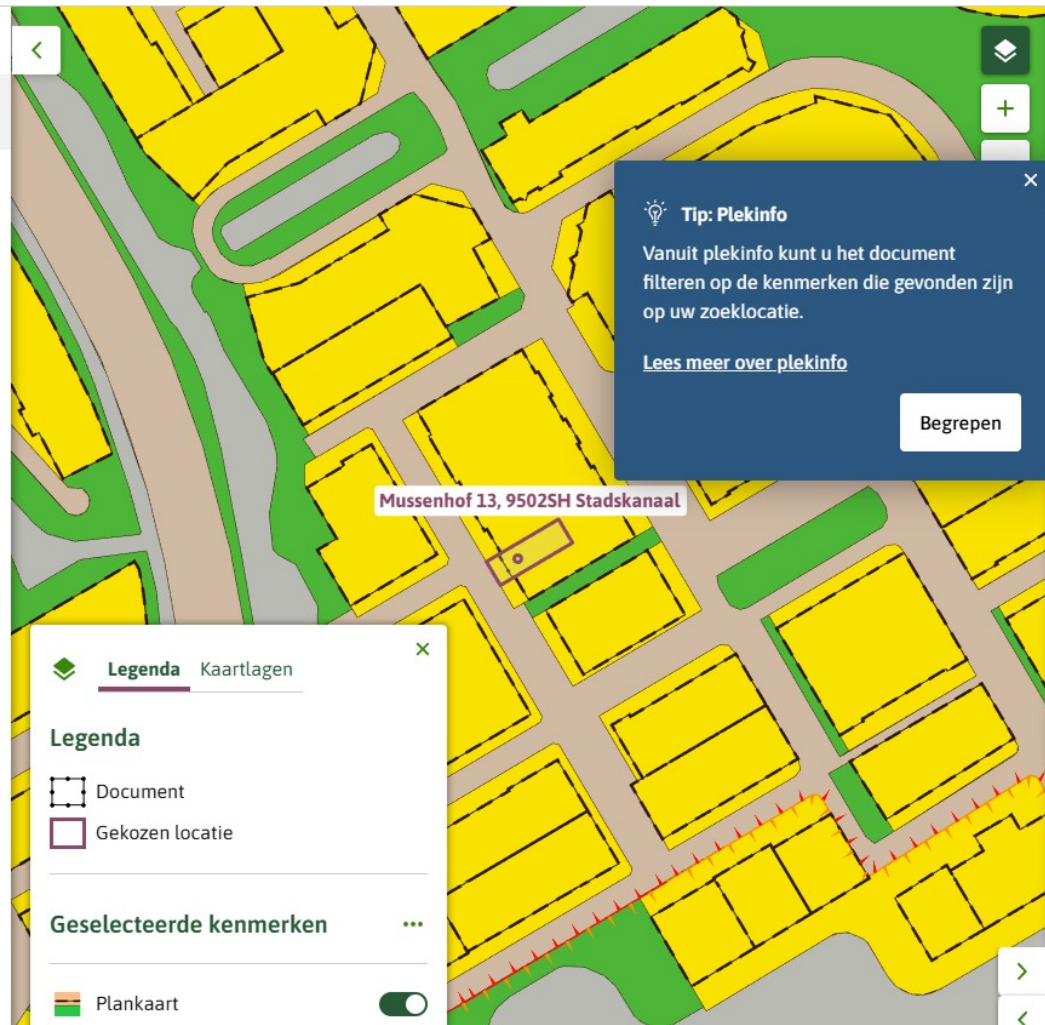 Tip: Plekinfo
Vanuit plekinfo kunt u het document
filteren op de kenmerken die gevonden zijn
op uw zoeklocatie.
Lees meer over plekinfo
Begrepen
Mussenhof 13, 9502SH Stadskanaal
Legenda Kaartlagen
Legenda
Document
Gekozen locatie
Geselecteerde kenmerken
Plankaart